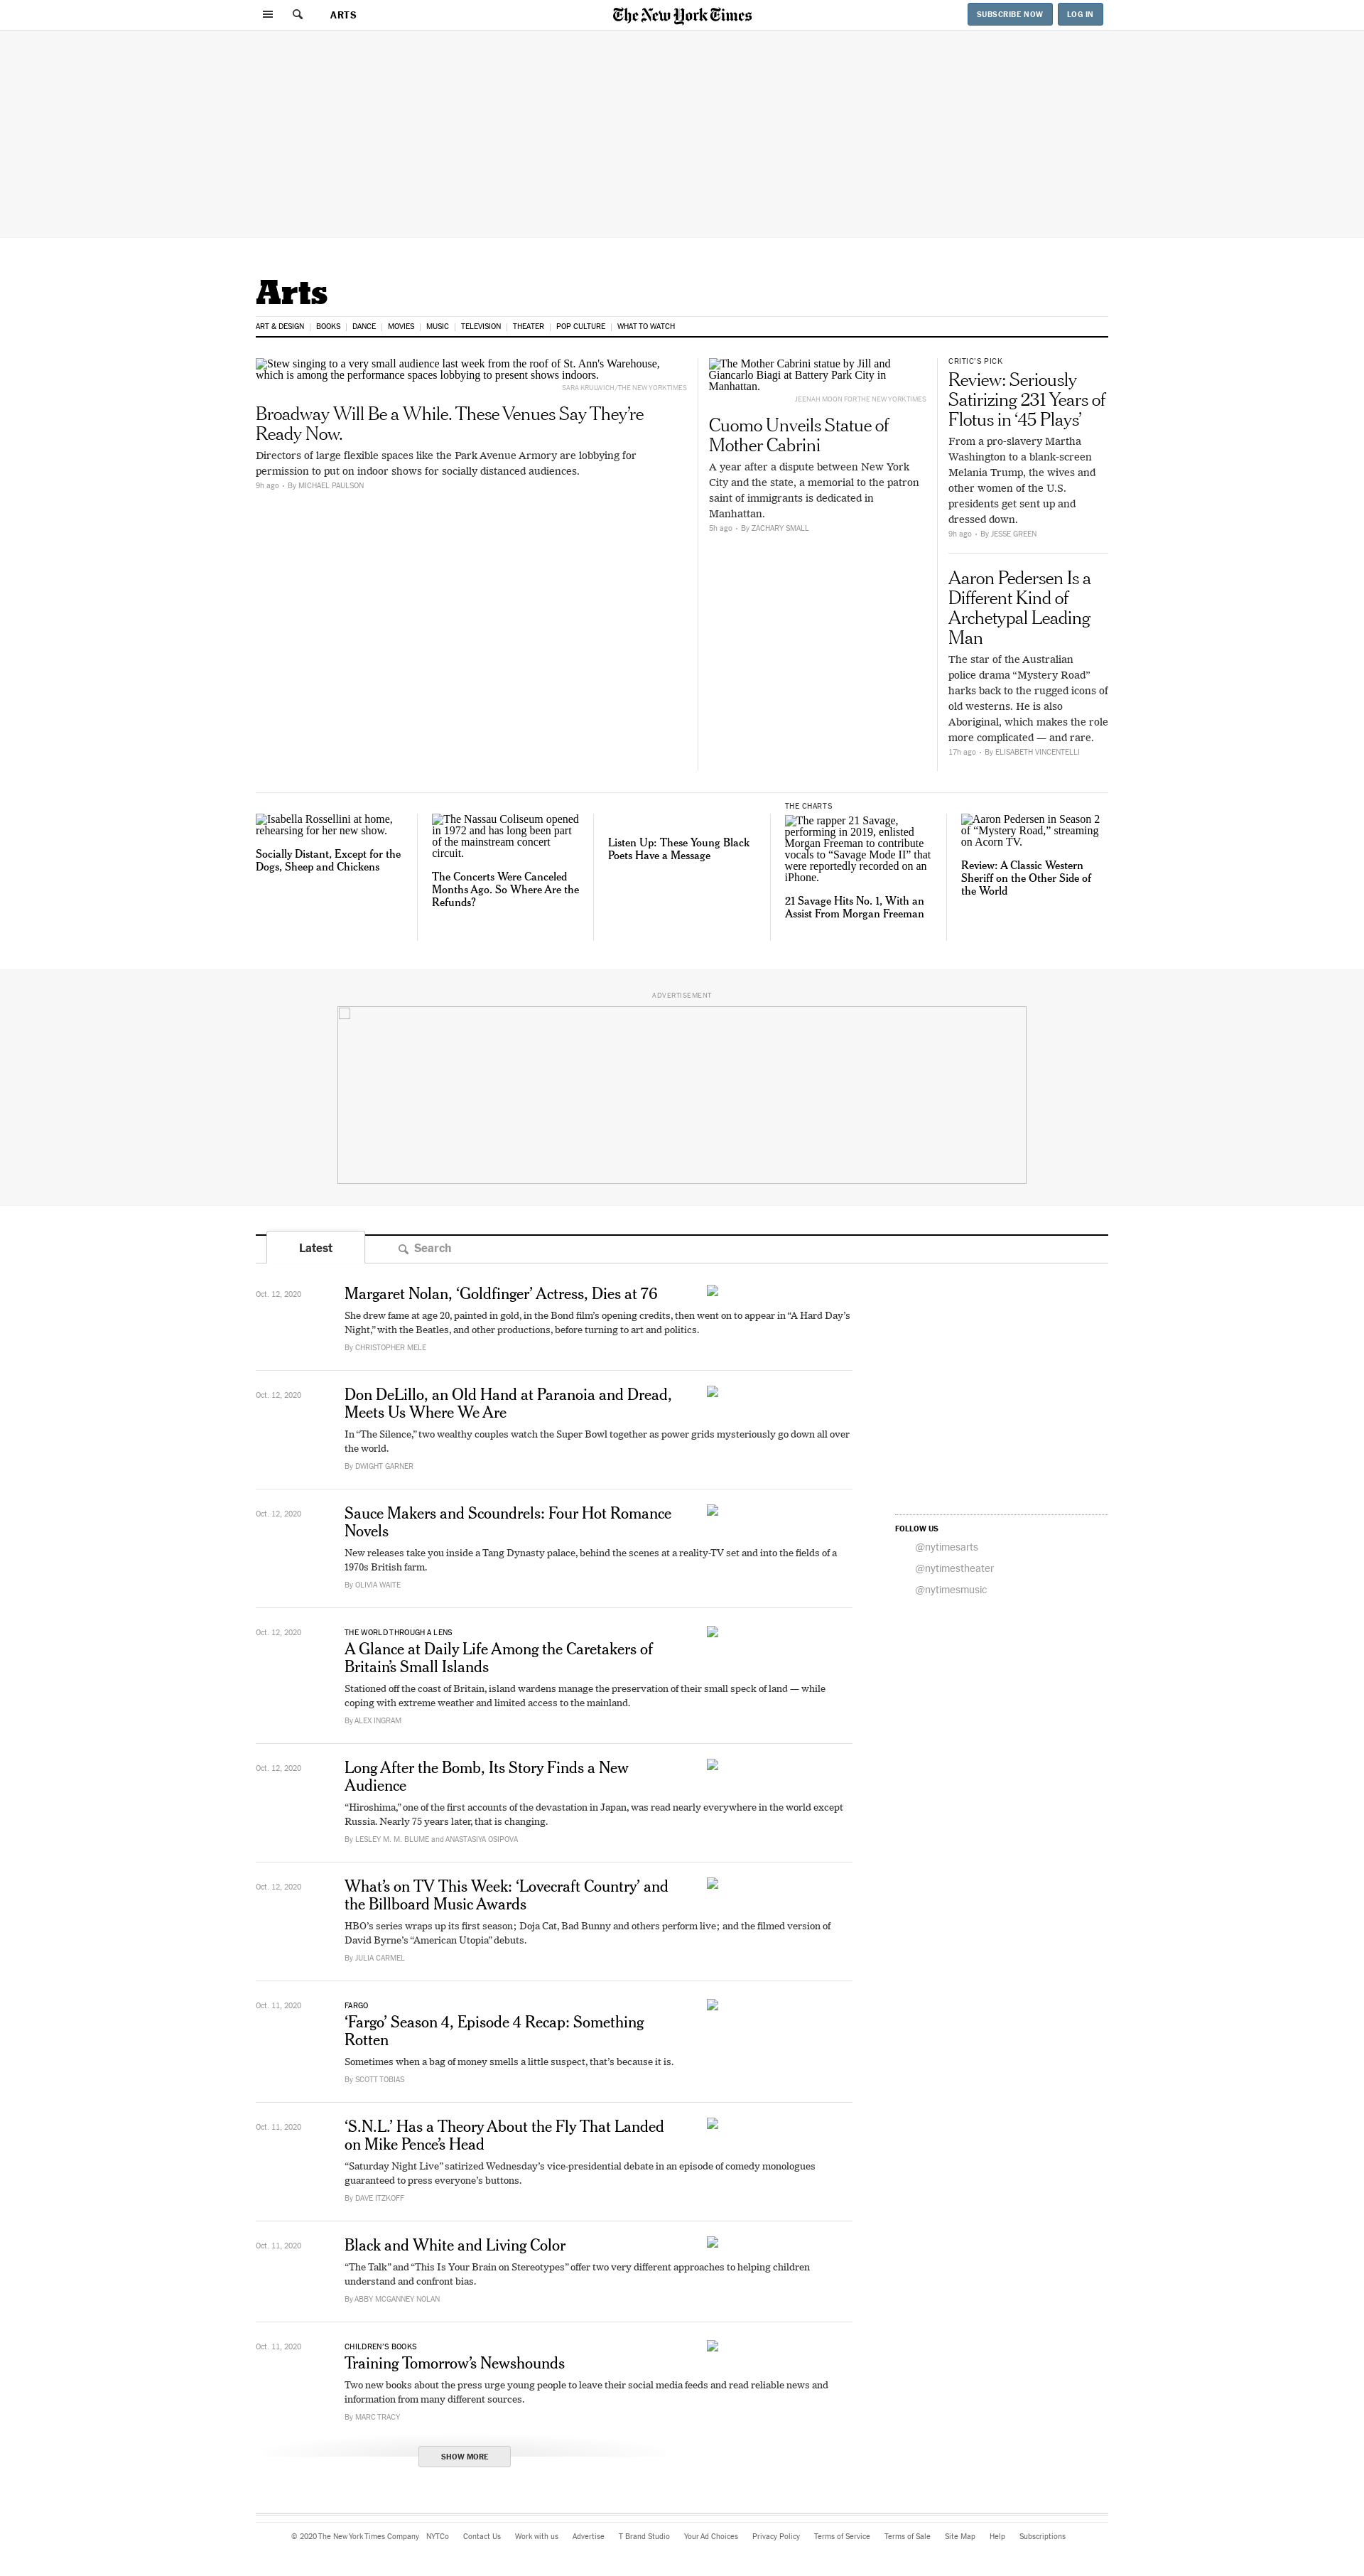 ARTS
The New York Times
SUBSCRIBE NOW
LOG IN
Arts
ART & DESIGN
BOOKS
DANCE
MOVIES
MUSIC
TELEVISION
THEATER
POP CULTURE
WHAT TO WATCH
Stew singing to a very small audience last week from the roof of St. Ann's Warehouse,
which is among the performance spaces lobbying to present shows indoors.
SARA KRULWICH/THE NEW YORK TIMES
Broadway Will Be a While. These Venues Say They’re
Ready Now.
Directors of large flexible spaces like the Park Avenue Armory are lobbying for
permission to put on indoor shows for socially distanced audiences.
9h ago • By MICHAEL PAULSON
The Mother Cabrini statue by Jill and
Giancarlo Biagi at Battery Park City in
Manhattan.
JEENAH MOON FOR THE NEW YORK TIMES
Cuomo Unveils Statue of
Mother Cabrini
A year after a dispute between New York
City and the state, a memorial to the patron
saint of immigrants is dedicated in
Manhattan.
5h ago • By ZACHARY SMALL
CRITIC’S PICK
Review: Seriously
Satirizing 231 Years of
Flotus in ‘45 Plays’
From a pro-slavery Martha
Washington to a blank-screen
Melania Trump, the wives and
other women of the U.S.
presidents get sent up and
dressed down.
9h ago • By JESSE GREEN
Aaron Pedersen Is a
Different Kind of
Archetypal Leading
Man
The star of the Australian
police drama “Mystery Road”
harks back to the rugged icons of
old westerns. He is also
Aboriginal, which makes the role
more complicated — and rare.
17h ago • By ELISABETH VINCENTELLI
Isabella Rossellini at home,
rehearsing for her new show.
Socially Distant, Except for the
Dogs, Sheep and Chickens
The Nassau Coliseum opened
in 1972 and has long been part
of the mainstream concert
circuit.
The Concerts Were Canceled
Months Ago. So Where Are the
Refunds?
Listen Up: These Young Black
Poets Have a Message
THE CHARTS
The rapper 21 Savage,
performing in 2019, enlisted
Morgan Freeman to contribute
vocals to “Savage Mode II” that
were reportedly recorded on an
iPhone.
21 Savage Hits No. 1, With an
Assist From Morgan Freeman
Aaron Pedersen in Season 2
of “Mystery Road,” streaming
on Acorn TV.
Review: A Classic Western
Sheriff on the Other Side of
the World
ADVERTISEMENT
Latest
Search
Oct. 12, 2020
Margaret Nolan, ‘Goldfinger’ Actress, Dies at 76
She drew fame at age 20, painted in gold, in the Bond film’s opening credits, then went on to appear in “A Hard Day’s
Night,” with the Beatles, and other productions, before turning to art and politics.
By CHRISTOPHER MELE
Oct. 12, 2020
Don DeLillo, an Old Hand at Paranoia and Dread,
Meets Us Where We Are
In “The Silence,” two wealthy couples watch the Super Bowl together as power grids mysteriously go down all over
the world.
By DWIGHT GARNER
Oct. 12, 2020
Sauce Makers and Scoundrels: Four Hot Romance
Novels
New releases take you inside a Tang Dynasty palace, behind the scenes at a reality-TV set and into the fields of a
1970s British farm.
By OLIVIA WAITE
FOLLOW US
@nytimesarts
@nytimestheater
@nytimesmusic
Oct. 12, 2020
THE WORLD THROUGH A LENS
A Glance at Daily Life Among the Caretakers of
Britain’s Small Islands
Stationed off the coast of Britain, island wardens manage the preservation of their small speck of land — while
coping with extreme weather and limited access to the mainland.
By ALEX INGRAM
Oct. 12, 2020
Long After the Bomb, Its Story Finds a New
Audience
“Hiroshima,” one of the first accounts of the devastation in Japan, was read nearly everywhere in the world except
Russia. Nearly 75 years later, that is changing.
By LESLEY M. M. BLUME and ANASTASIYA OSIPOVA
Oct. 12, 2020
What’s on TV This Week: ‘Lovecraft Country’ and
the Billboard Music Awards
HBO’s series wraps up its first season; Doja Cat, Bad Bunny and others perform live; and the filmed version of
David Byrne’s “American Utopia” debuts.
By JULIA CARMEL
Oct. 11, 2020
FARGO
‘Fargo’ Season 4, Episode 4 Recap: Something
Rotten
Sometimes when a bag of money smells a little suspect, that’s because it is.
By SCOTT TOBIAS
Oct. 11, 2020
‘S.N.L.’ Has a Theory About the Fly That Landed
on Mike Pence’s Head
“Saturday Night Live” satirized Wednesday’s vice-presidential debate in an episode of comedy monologues
guaranteed to press everyone’s buttons.
By DAVE ITZKOFF
Oct. 11, 2020
Black and White and Living Color
“The Talk” and “This Is Your Brain on Stereotypes” offer two very different approaches to helping children
understand and confront bias.
By ABBY MCGANNEY NOLAN
Oct. 11, 2020
CHILDREN’S BOOKS
Training Tomorrow’s Newshounds
Two new books about the press urge young people to leave their social media feeds and read reliable news and
information from many different sources.
By MARC TRACY
SHOW MORE
© 2020 The New York Times Company NYTCo Contact Us Work with us Advertise T Brand Studio Your Ad Choices Privacy Policy Terms of Service Terms of Sale Site Map Help Subscriptions